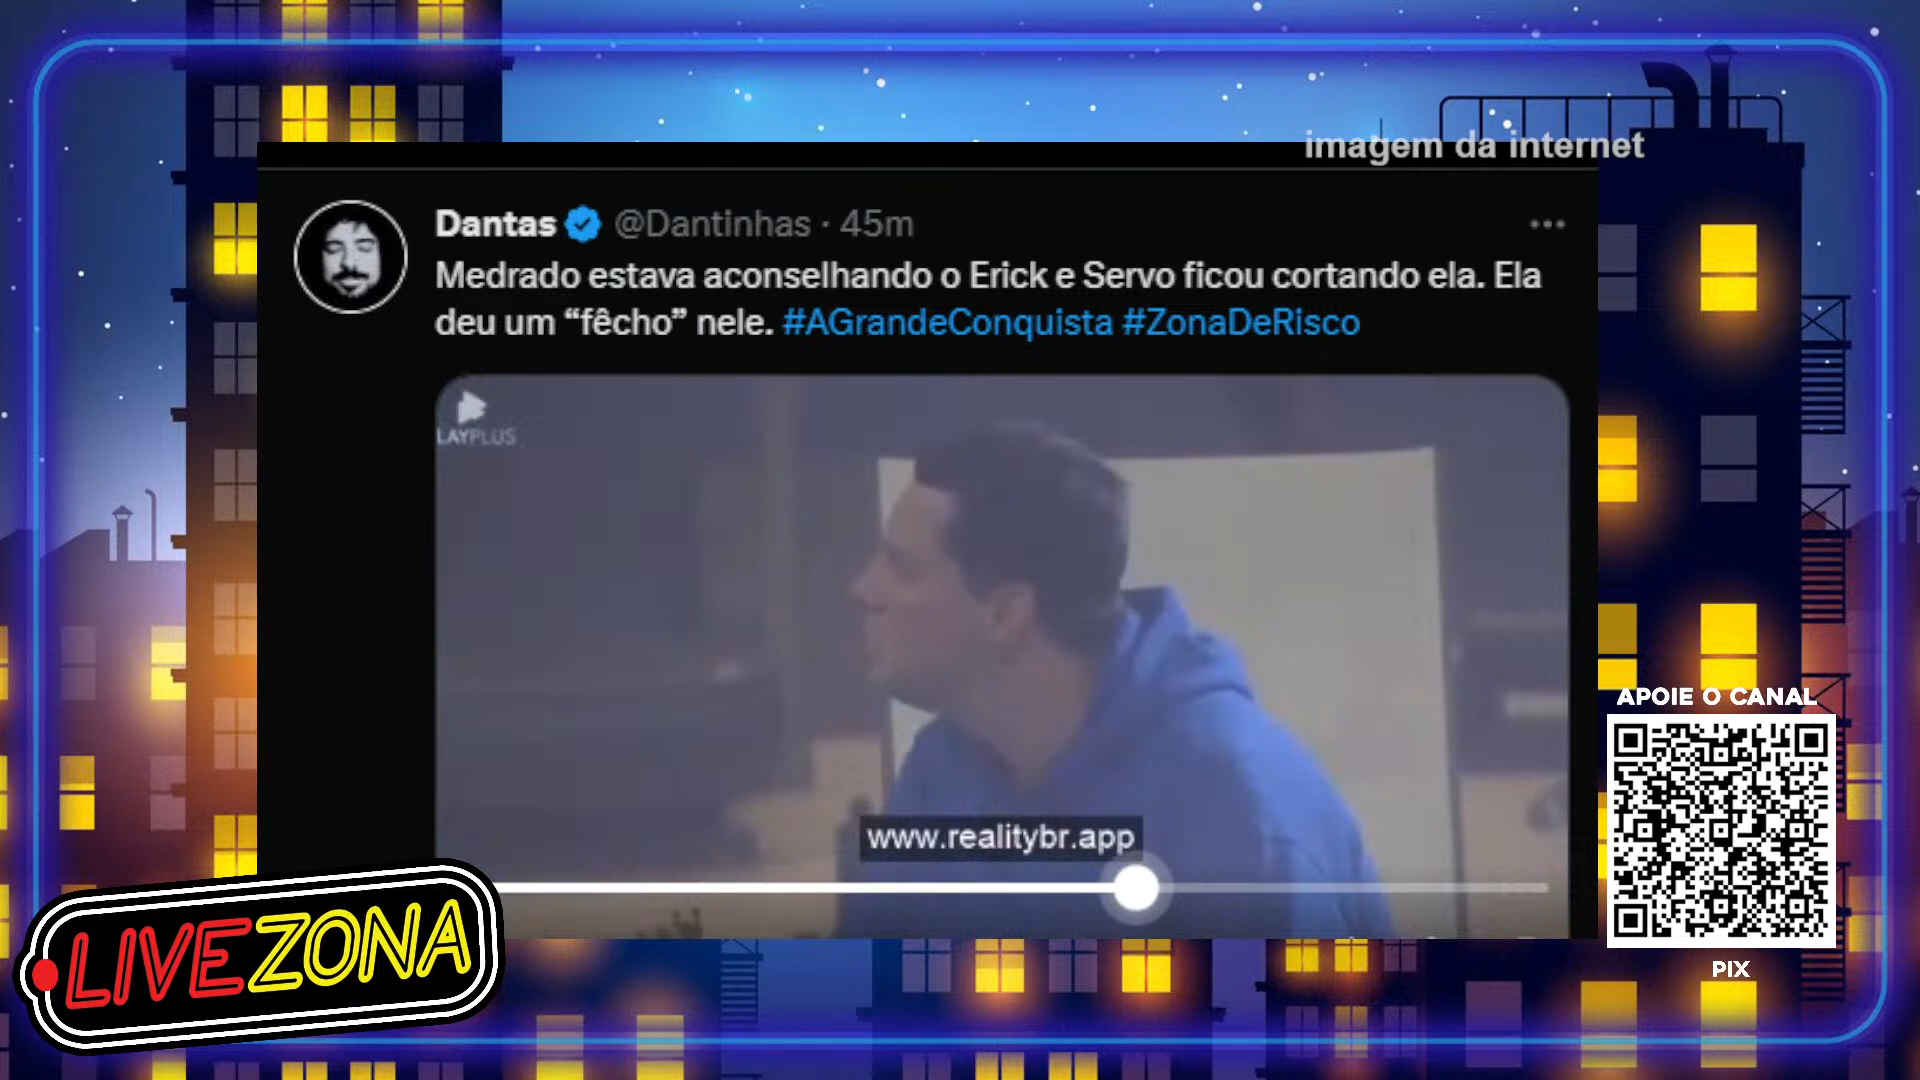 imagem da internet
Dantas @Dantinhas · 45m
Medrado estava aconselhando o Erick e Servo ficou cortando ela. Ela
deu um “fêcho” nele. #AGrandeConquista #ZonaDeRisco
LAYPLUS
www.realitybr.app
APOIE O CANAL
PIX
LIVEZONA